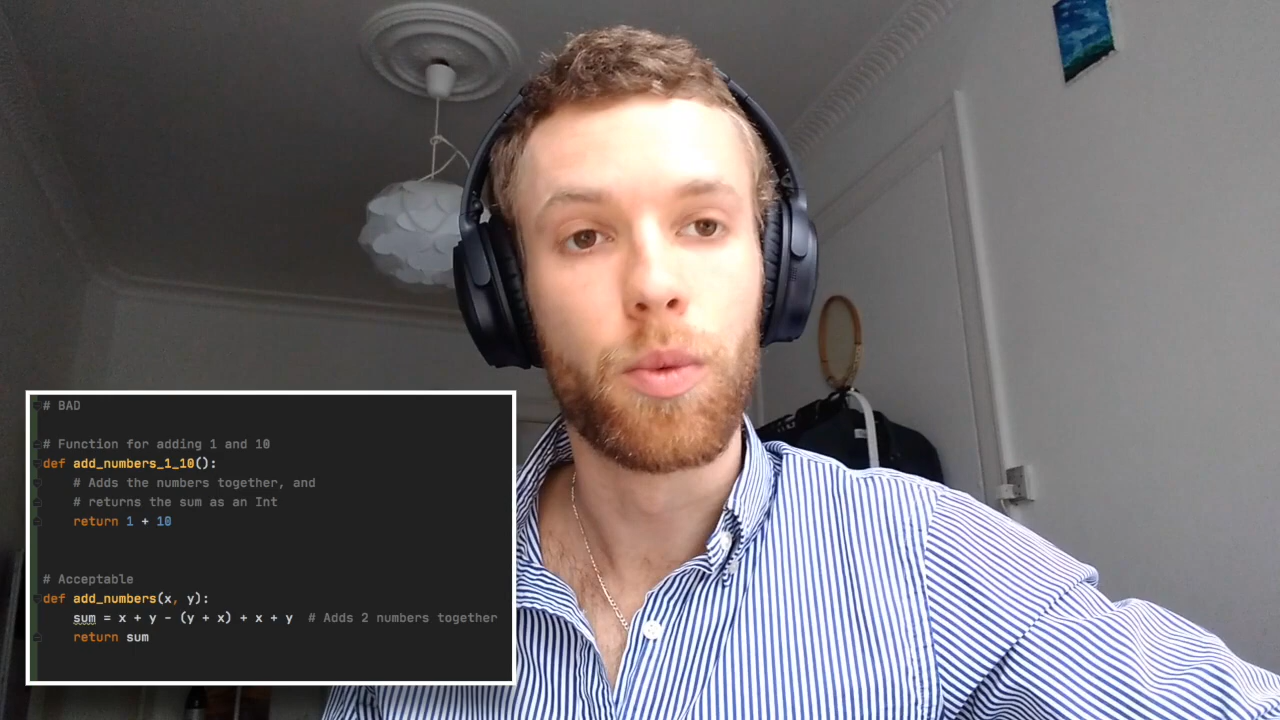 # BAD
# Function for adding 1 and 10
def add_numbers_1_10():
# Adds the numbers together, and
# returns the sum as an Int
return 1 + 10
# Acceptable
def add_numbers(x, y):
sum = x + y - (y + x) + x + y  # Adds 2 numbers together
return sum